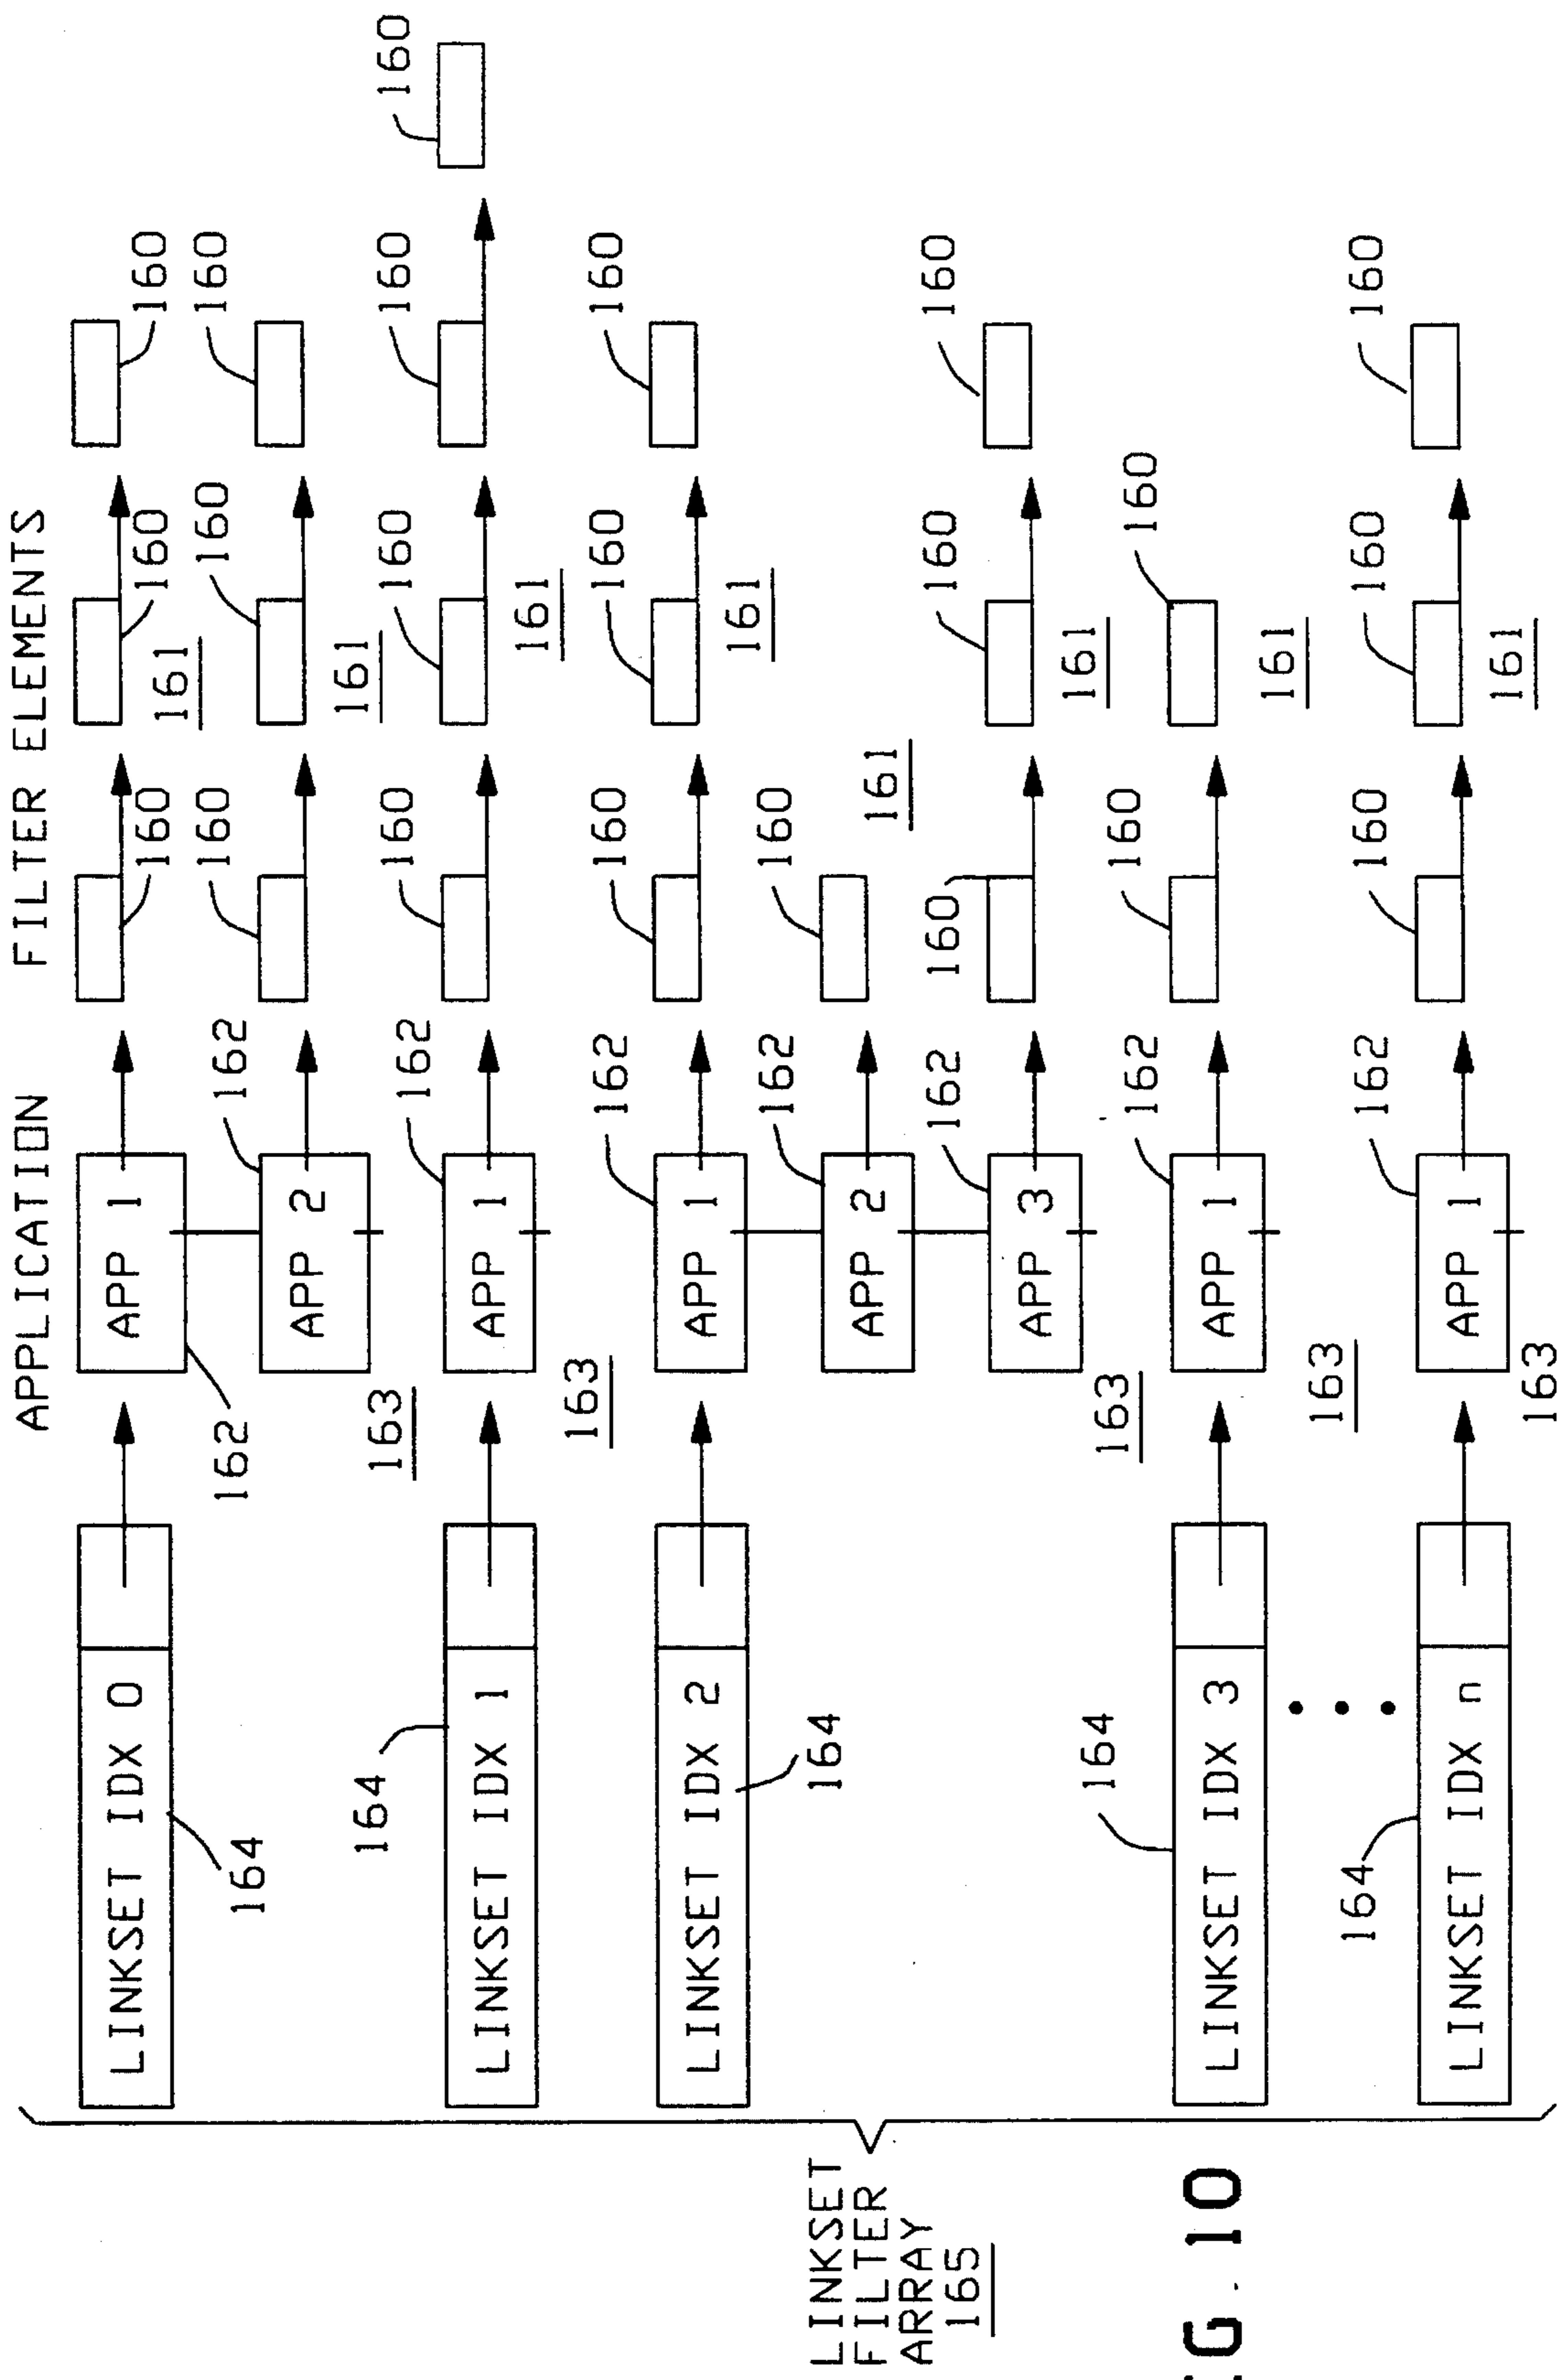 APPLICATION
FILTER ELEMENTS
LINKSET IDX 0
APP 1
160
160
160
161
164
162
162
160
160
160
APP 2
161
164
163
162
160
160
160
160
LINKSET IDX 1
APP 1
161
163
162
160
160
160
LINKSET IDX 2
APP 1
161
162
160
164
LINKSET
FILTER
ARRAY
165
APP 2
161
162
160
160
160
APP 3
161
164
163
162
160
160
LINKSET IDX 3
APP 1
161
163
164
162
160
160
160
LINKSET IDX n
APP 1
161
163
G. 10